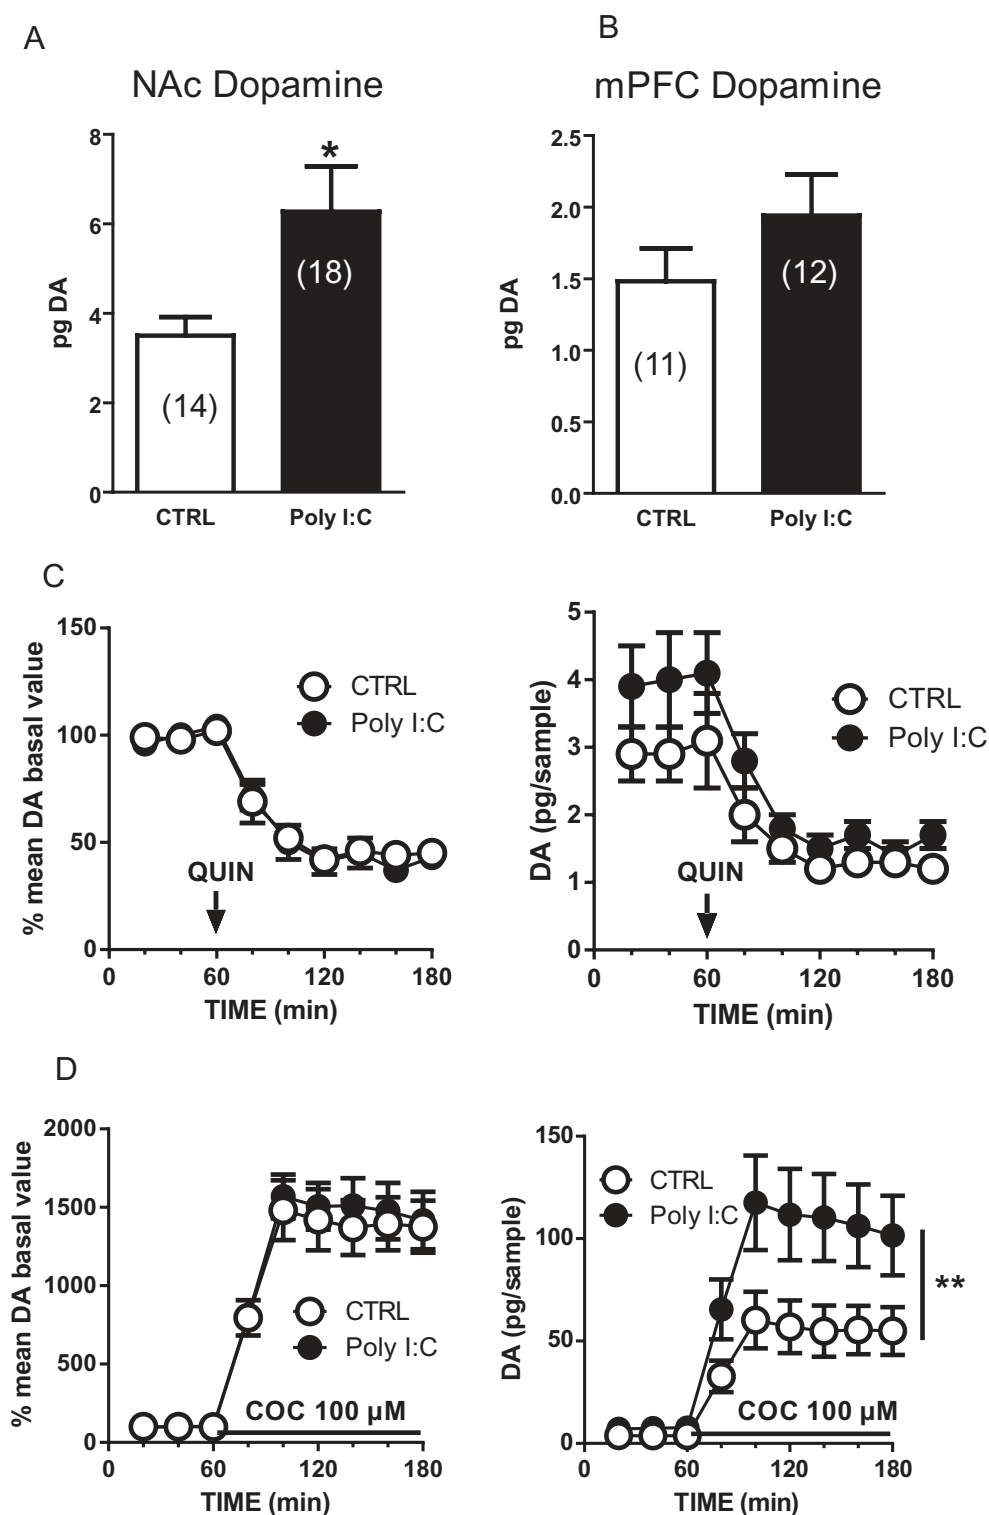 A
B
NAc Dopamine
mPFC Dopamine
8
6
4
2
0
pg DA
*
(14)
(18)
CTRL
Poly I:C
2.5
2.0
1.5
1.0
0.5
0.0
pg DA
(11)
(12)
CTRL
Poly I:C
C
150
100
50
0
% mean DA basal value
CTRL
Poly I:C
QUIN
0
60
120
180
TIME (min)
5
4
3
2
1
0
DA (pg/sample)
CTRL
Poly I:C
QUIN
0
60
120
180
TIME (min)
D
2000
1500
1000
500
0
% mean DA basal value
CTRL
Poly I:C
COC 100 µM
0
60
120
180
TIME (min)
150
100
50
0
DA (pg/sample)
CTRL
Poly I:C
**
COC 100 µM
0
60
120
180
TIME (min)